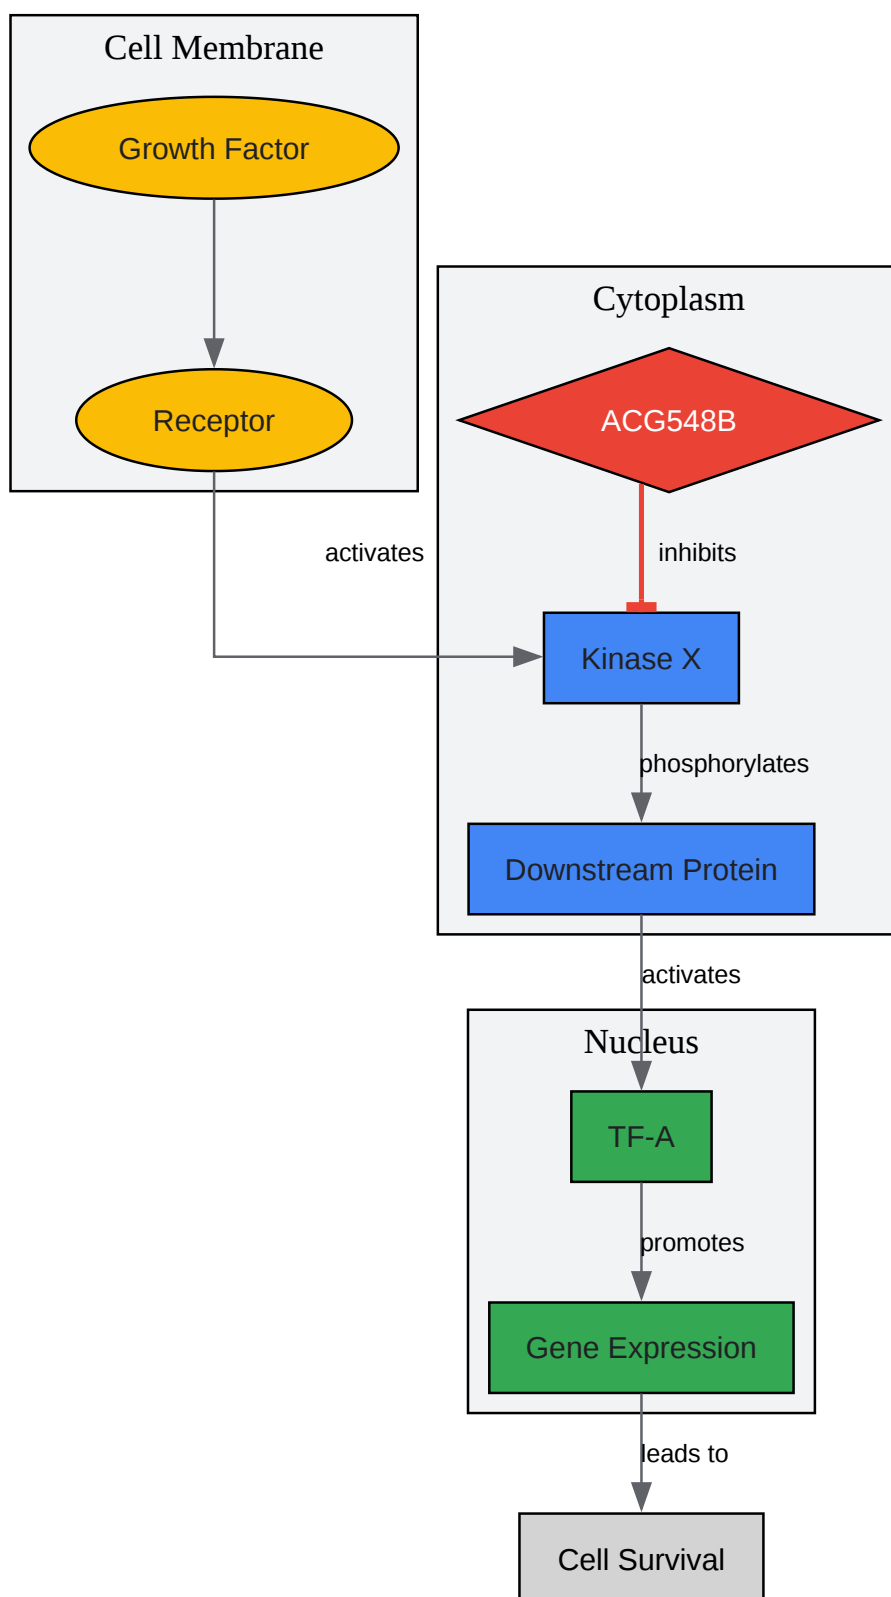 Cell Membrane
Growth Factor
Receptor
activates
Cytoplasm
ACG548B
inhibits
Kinase X
phosphorylates
Downstream Protein
activates
Nucleus
TF-A
promotes
Gene Expression
leads to
Cell Survival